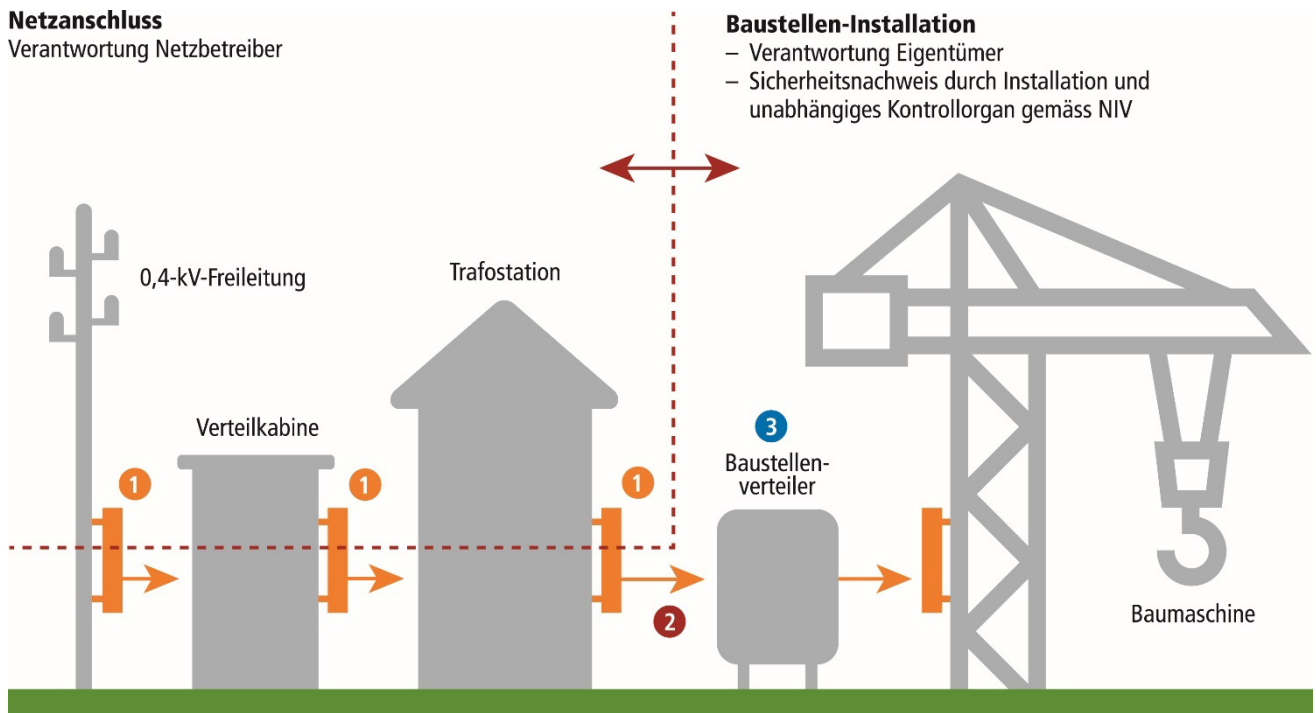 Netzanschluss
Verantwortung Netzbetreiber
Baustellen-Installation
– Verantwortung Eigentümer
– Sicherheitsnachweis durch Installation und
unabhängiges Kontrollorgan gemäss NIV
0,4-kV-Freileitung
Trafostation
Verteilkabine
3
Baustellen-
verteiler
1
1
1
2
Baumaschine